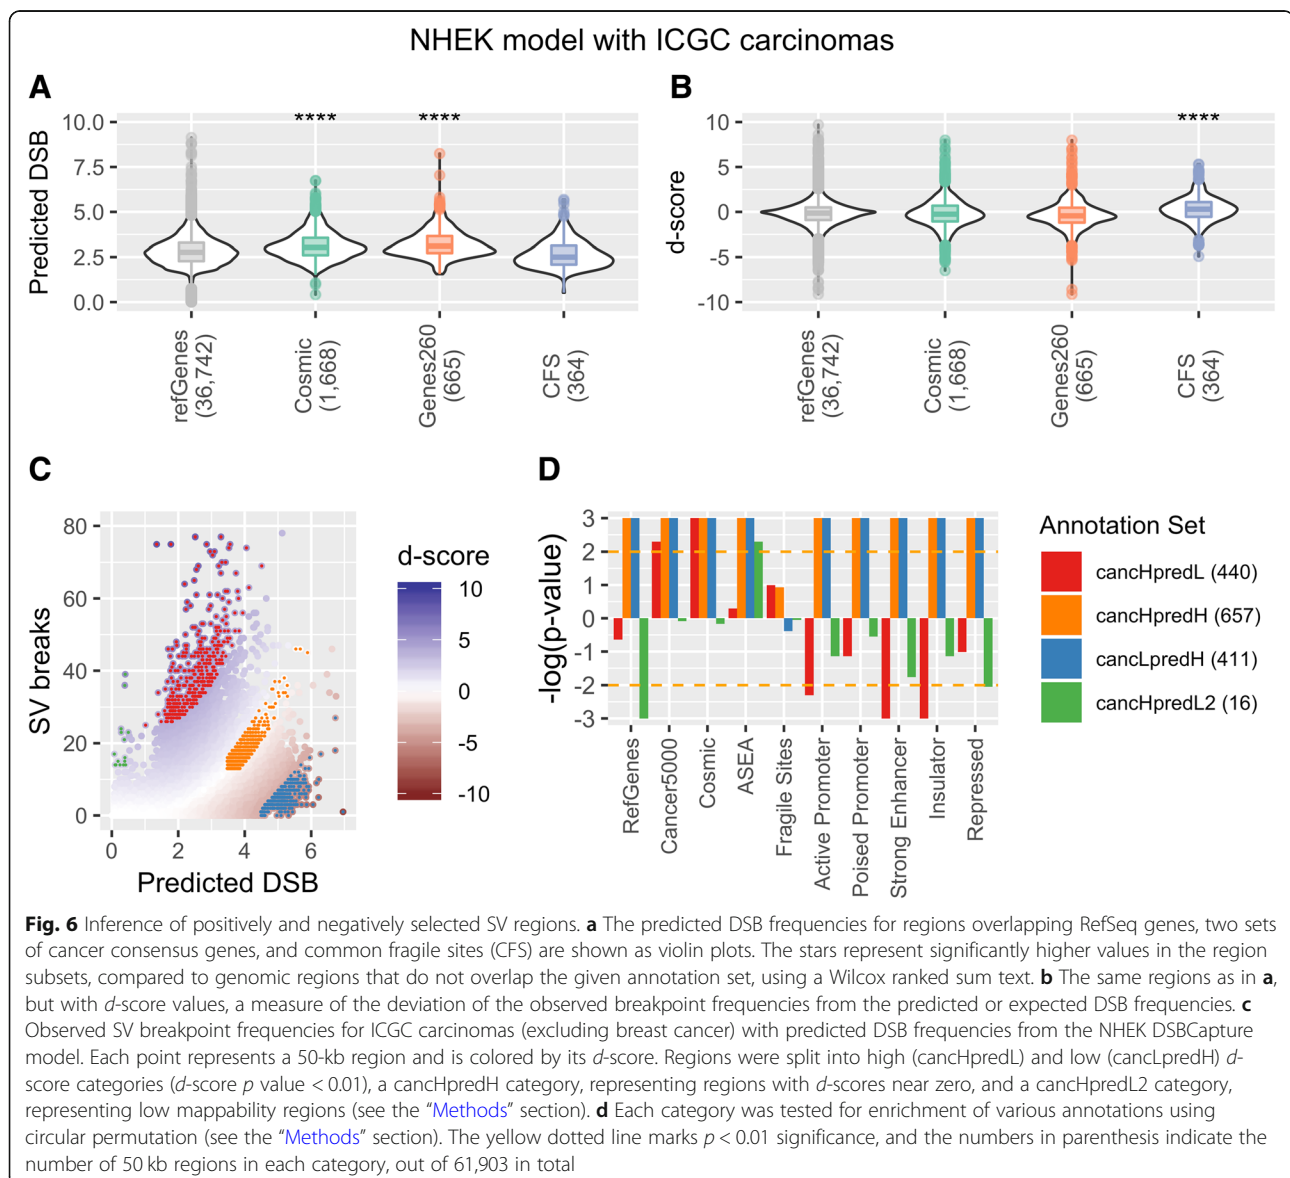 NHEK model with ICGC carcinomas
A
Predicted DSB
10.0
7.5
5.0
2.5
0.0
****
****
refGenes
(36,742)
Cosmic
(1,668)
Genes260
(665)
CFS
(364)
B
d-score
10
5
0
-5
-10
****
refGenes
(36,742)
Cosmic
(1,668)
Genes260
(665)
CFS
(364)
C
SV breaks
80
60
40
20
0
0
2
4
6
Predicted DSB
d-score
10
5
0
-5
-10
D
-log(p-value)
3
2
1
0
-1
-2
-3
RefGenes
Cancer5000
Cosmic
ASEA
Fragile Sites
Active Promoter
Poised Promoter
Strong Enhancer
Insulator
Repressed
Annotation Set
cancHpredL (440)
cancHpredH (657)
cancLpredH (411)
cancHpredL2 (16)
Fig. 6 Inference of positively and negatively selected SV regions. a The predicted DSB frequencies for regions overlapping RefSeq genes, two sets
of cancer consensus genes, and common fragile sites (CFS) are shown as violin plots. The stars represent significantly higher values in the region
subsets, compared to genomic regions that do not overlap the given annotation set, using a Wilcox ranked sum text. b The same regions as in a,
but with d-score values, a measure of the deviation of the observed breakpoint frequencies from the predicted or expected DSB frequencies. c
Observed SV breakpoint frequencies for ICGC carcinomas (excluding breast cancer) with predicted DSB frequencies from the NHEK DSBCapture
model. Each point represents a 50-kb region and is colored by its d-score. Regions were split into high (cancHpredL) and low (cancLpredH) d-
score categories (d-score p value < 0.01), a cancHpredH category, representing regions with d-scores near zero, and a cancHpredL2 category,
representing low mappability regions (see the “Methods” section). d Each category was tested for enrichment of various annotations using
circular permutation (see the “Methods” section). The yellow dotted line marks p < 0.01 significance, and the numbers in parenthesis indicate the
number of 50 kb regions in each category, out of 61,903 in total